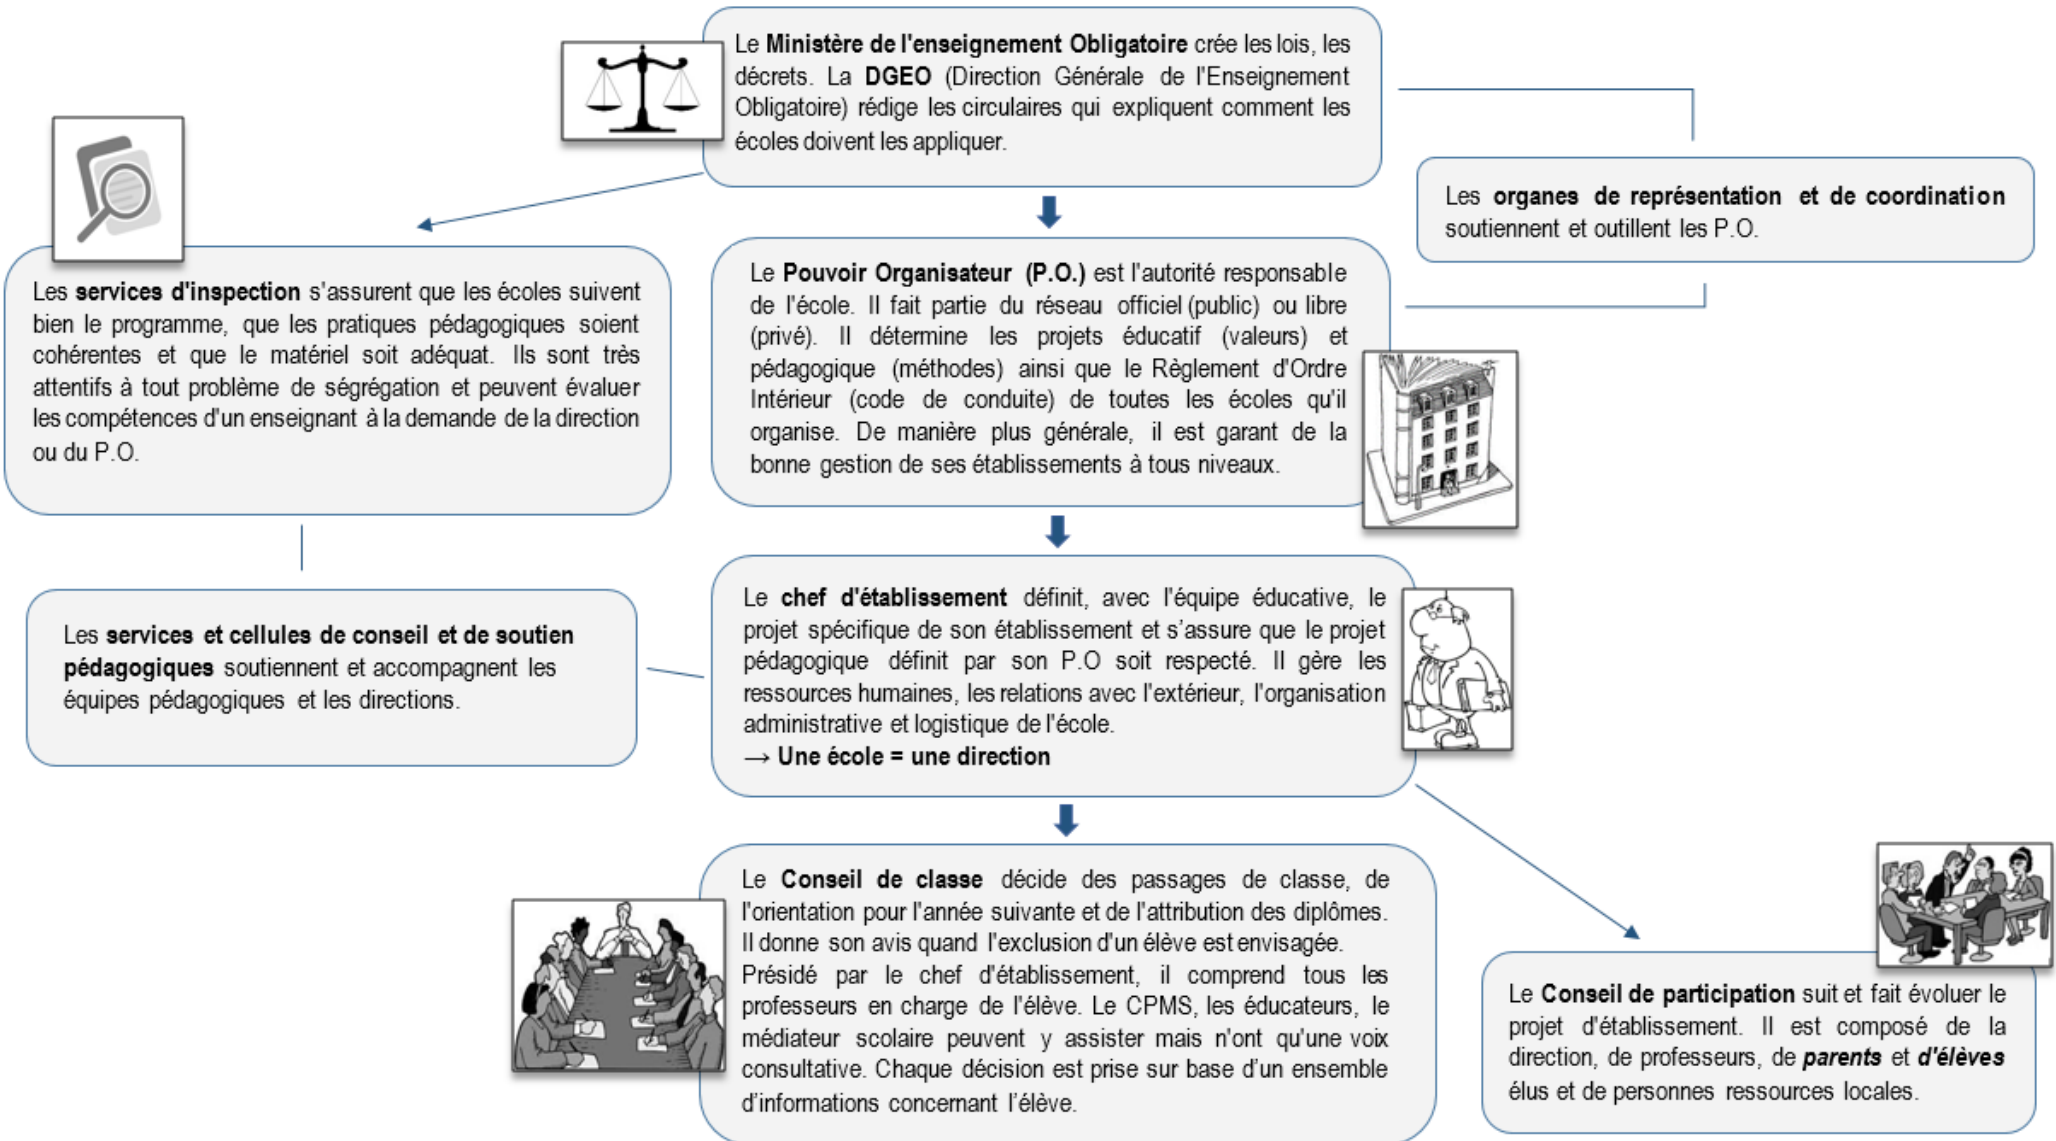 Le Ministère de l'enseignement Obligatoire crée les lois, les
décrets. La DGEO (Direction Générale de l'Enseignement
Obligatoire) rédige les circulaires qui expliquent comment les
écoles doivent les appliquer.
Les organes de représentation et de coordination
soutiennent et outillent les P.O.
Les services d'inspection s'assurent que les écoles suivent
bien le programme, que les pratiques pédagogiques soient
cohérentes et que le matériel soit adéquat. Ils sont très
attentifs à tout problème de ségrégation et peuvent évaluer
les compétences d'un enseignant à la demande de la direction
ou du P.O.
Le Pouvoir Organisateur (P.O.) est l'autorité responsable
de l'école. Il fait partie du réseau officiel (public) ou libre
(privé). Il détermine les projets éducatif (valeurs) et
pédagogique (méthodes) ainsi que le Règlement d'Ordre
Intérieur (code de conduite) de toutes les écoles qu'il
organise. De manière plus générale, il est garant de la
bonne gestion de ses établissements à tous niveaux.
Les services et cellules de conseil et de soutien
pédagogiques soutiennent et accompagnent les
équipes pédagogiques et les directions.
Le chef d'établissement définit, avec l'équipe éducative, le
projet spécifique de son établissement et s’assure que le projet
pédagogique définit par son P.O soit respecté. Il gère les
ressources humaines, les relations avec l'extérieur, l'organisation
administrative et logistique de l'école.
→ Une école = une direction
Le Conseil de classe décide des passages de classe, de
l'orientation pour l'année suivante et de l'attribution des diplômes.
Il donne son avis quand l'exclusion d'un élève est envisagée.
Présidé par le chef d'établissement, il comprend tous les
professeurs en charge de l'élève. Le CPMS, les éducateurs, le
médiateur scolaire peuvent y assister mais n'ont qu'une voix
consultative. Chaque décision est prise sur base d’un ensemble
d’informations concernant l’élève.
Le Conseil de participation suit et fait évoluer le
projet d'établissement. Il est composé de la
direction, de professeurs, de parents et d'élèves
élus et de personnes ressources locales.